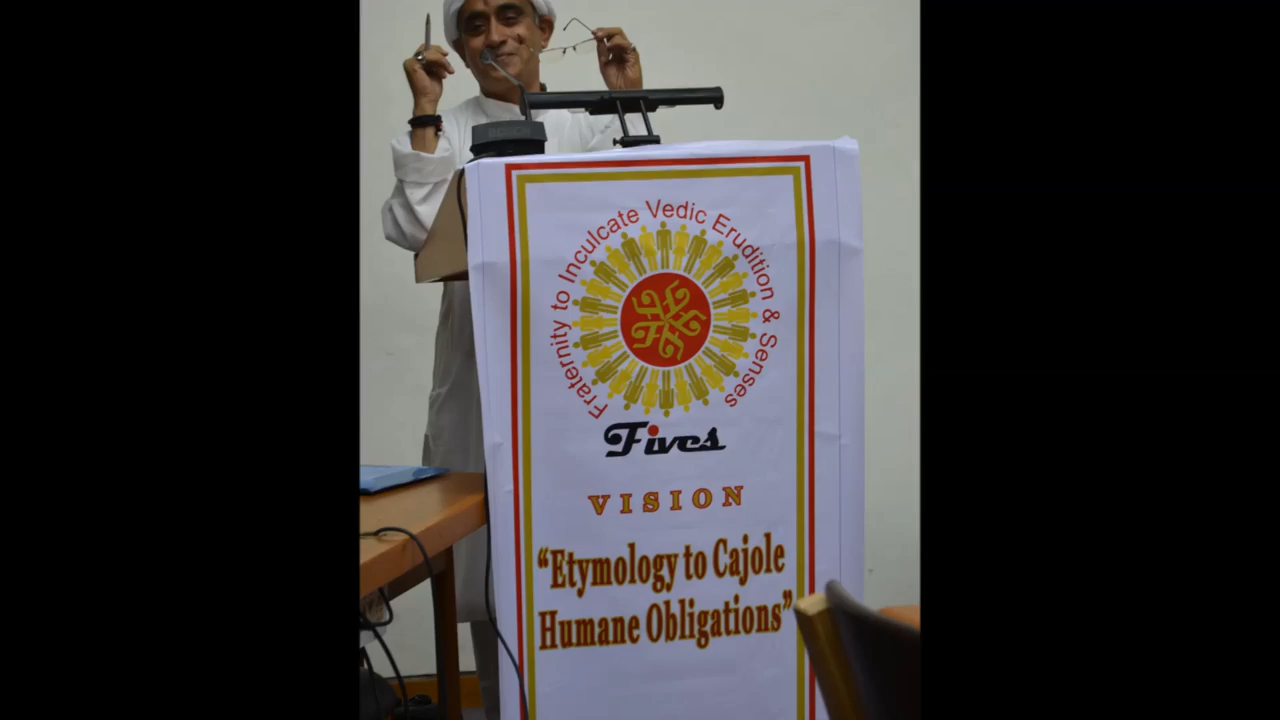 Fraternity to Inculcate Vedic Erudition & Senses
Fives
VISION
“Etymology to Cajole
Humane Obligations”